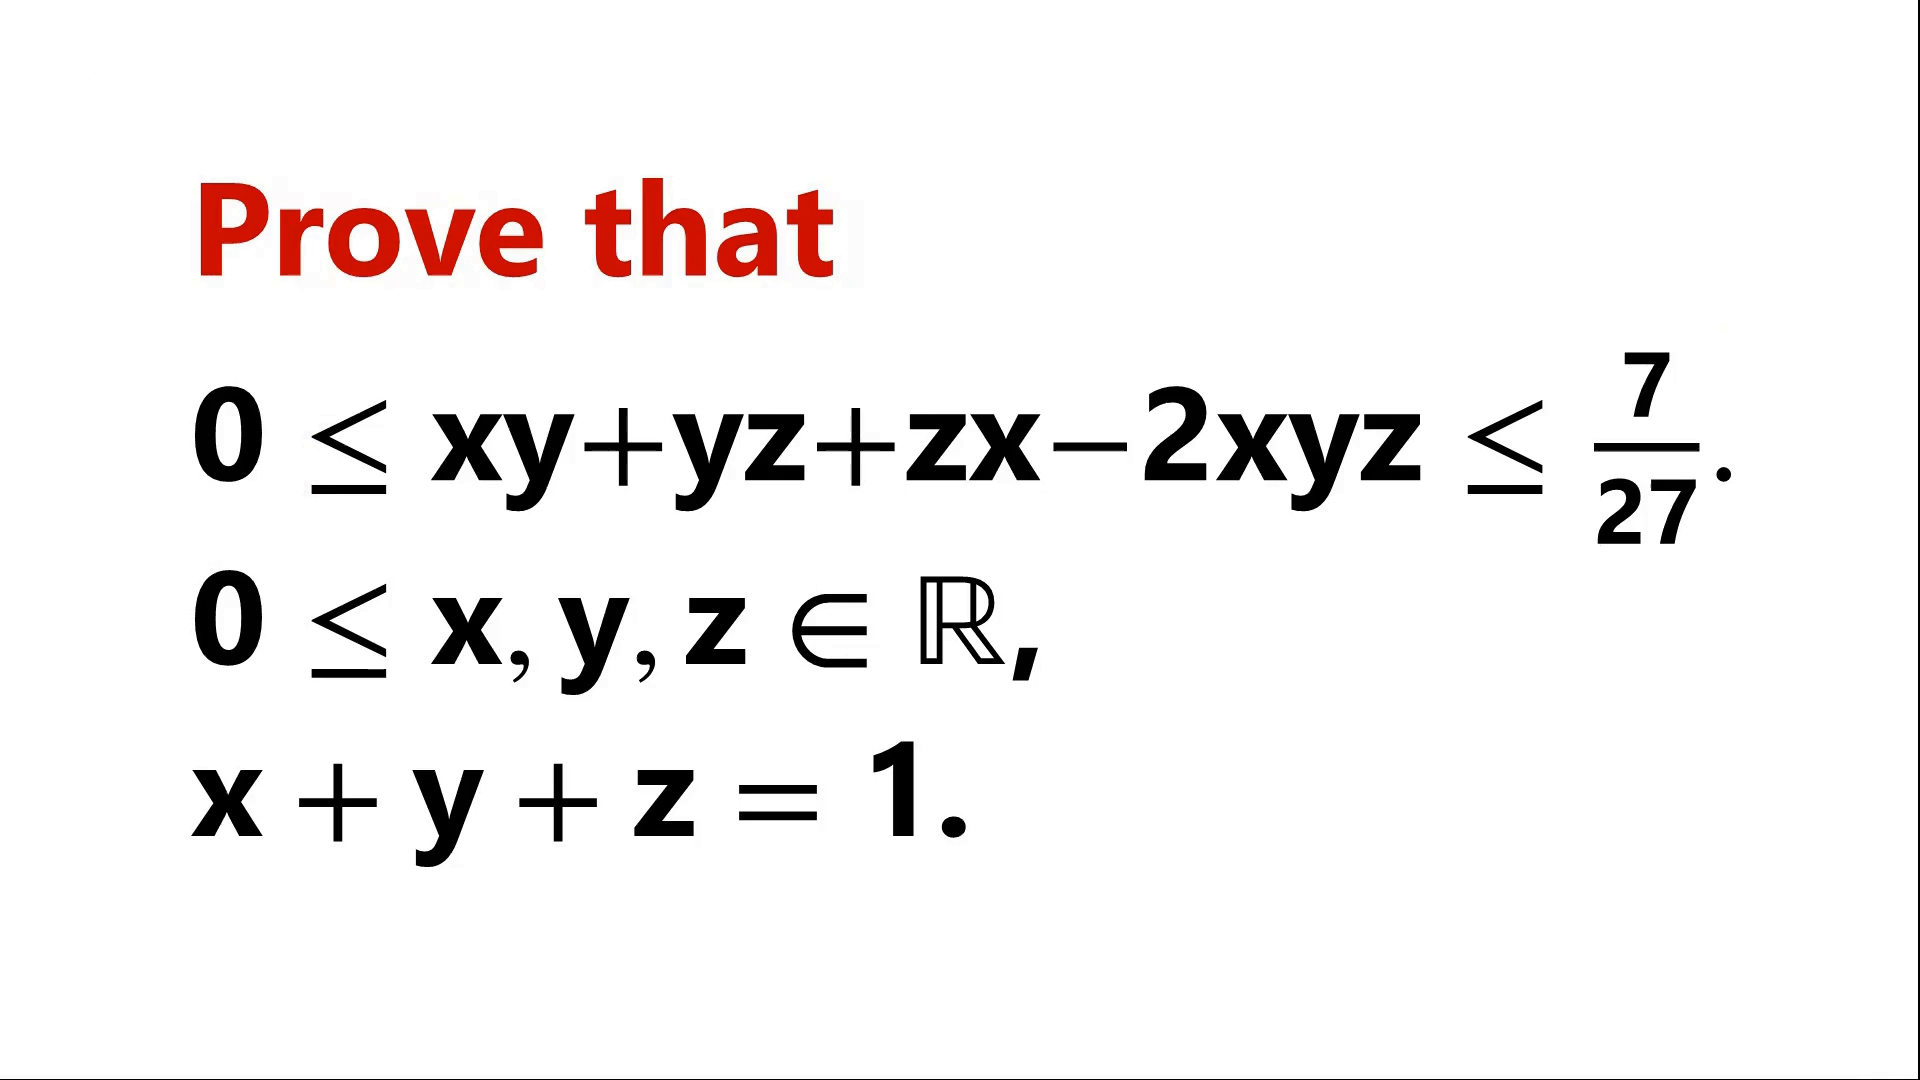 Prove that
0 ≤ xy+yz+zx−2xyz ≤ 7/27.
0 ≤ x, y, z ∈ ℝ,
x + y + z = 1.